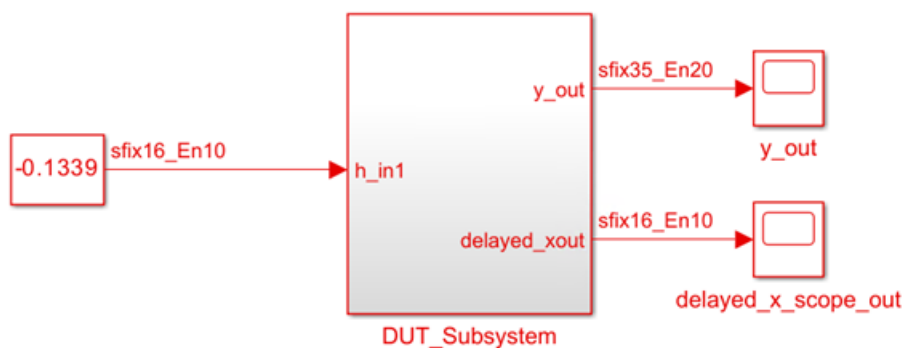 -0.1339
sfix16_En10
h_in1
y_out
delayed_xout
DUT_Subsystem
sfix35_En20
y_out
sfix16_En10
delayed_x_scope_out